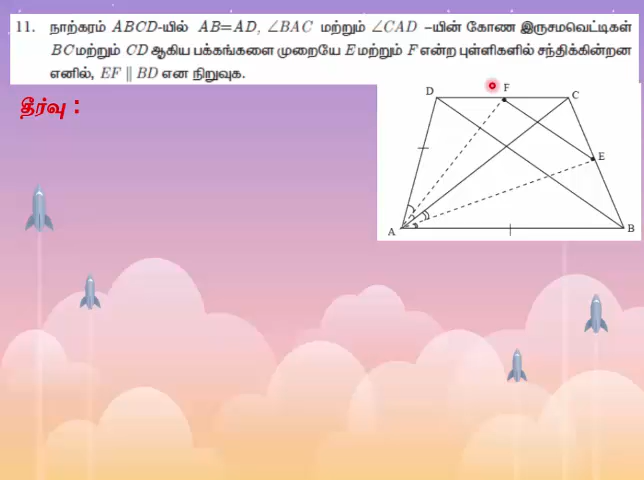 11. நாற்கரம் ABCD-யில் AB=AD, ∠BAC மற்றும் ∠CAD –யின் கோண இருசமவெட்டிகள்
BC மற்றும் CD ஆகிய பக்கங்களை முறையே E மற்றும் F என்ற புள்ளிகளில் சந்திக்கின்றன
எனில், EF || BD என நிறுவுக.
தீர்வு :
D F C
E
A B